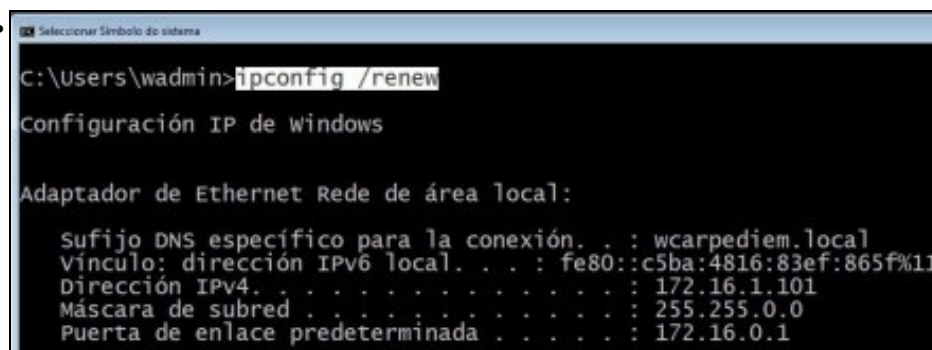 Seleccionar Símbolo do sistema
C:\Users\wadmin>ipconfig /renew
Configuración IP de Windows
Adaptador de Ethernet Rede de área local:
Sufijo DNS específico para la conexión. . : wcarpediem.local
Vínculo: dirección IPv6 local. . . : fe80::c5ba:4816:83ef:865f%11
Dirección IPv4. . . . . . . . . . . . . . : 172.16.1.101
Máscara de subred . . . . . . . . . . . . : 255.255.0.0
Puerta de enlace predeterminada . . . . . : 172.16.0.1